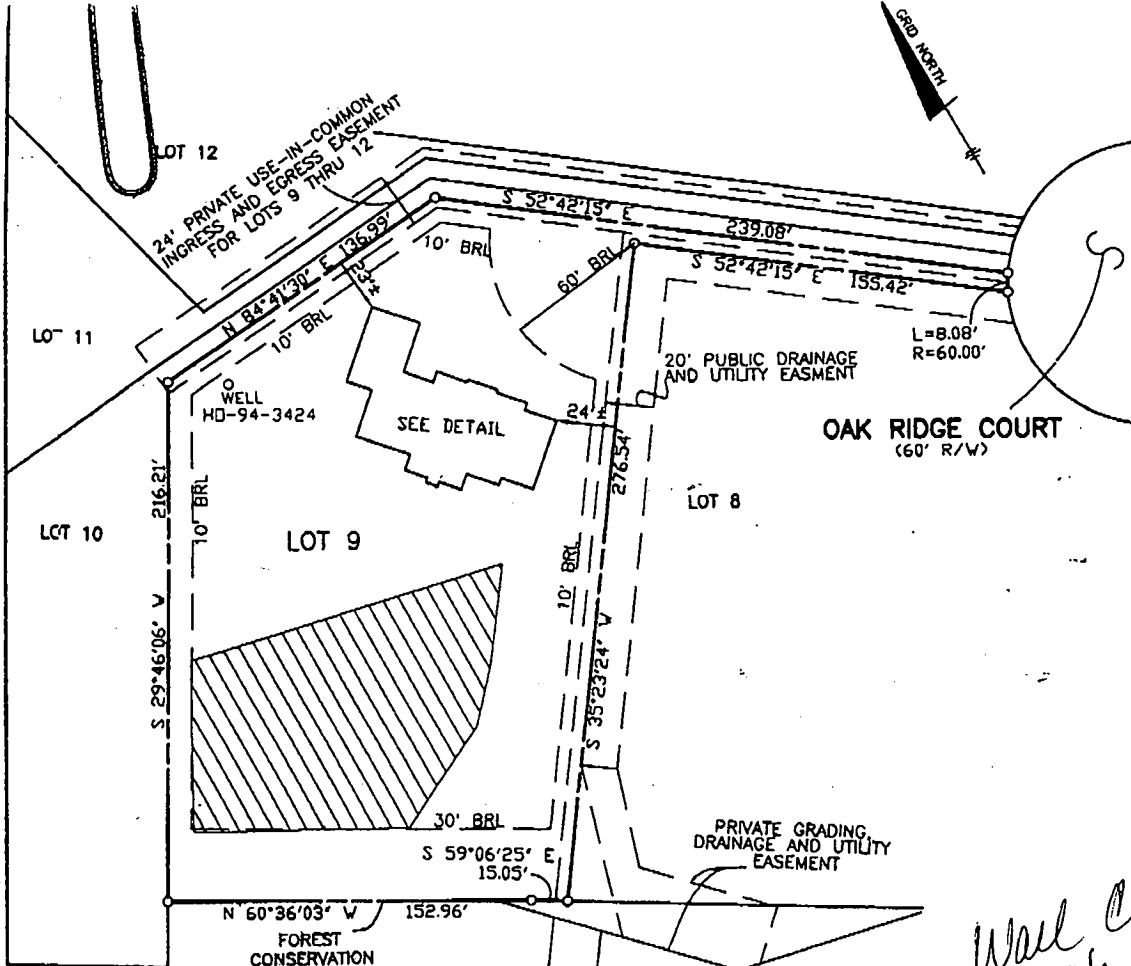 GRID NORTH
LOT 12
24' PRIVATE USE-IN-COMMON
INGRESS AND EGRESS EASEMENT
FOR LOTS 9 THRU 12
S 52°42'15" E
239.08'
N 84°41'30" E 136.99'
10' BRL
60' BRL
S 52°42'15" E 155.42'
23'±
10' BRL
LOT 11
L=8.08'
R=60.00'
WELL
HO-94-3424
20' PUBLIC DRAINAGE
AND UTILITY EASMENT
SEE DETAIL
24'±
OAK RIDGE COURT
(60' R/W)
276.54'
216.21'
10' BRL
LOT 8
LOT 10
LOT 9
10' BRL
S 29°46'06" W
S 35°23'24" W
30' BRL
PRIVATE GRADING,
DRAINAGE AND UTILITY
EASEMENT
S 59°06'25" E
15.05'
N 60°36'03" W 152.96'
FOREST
CONSERVATION